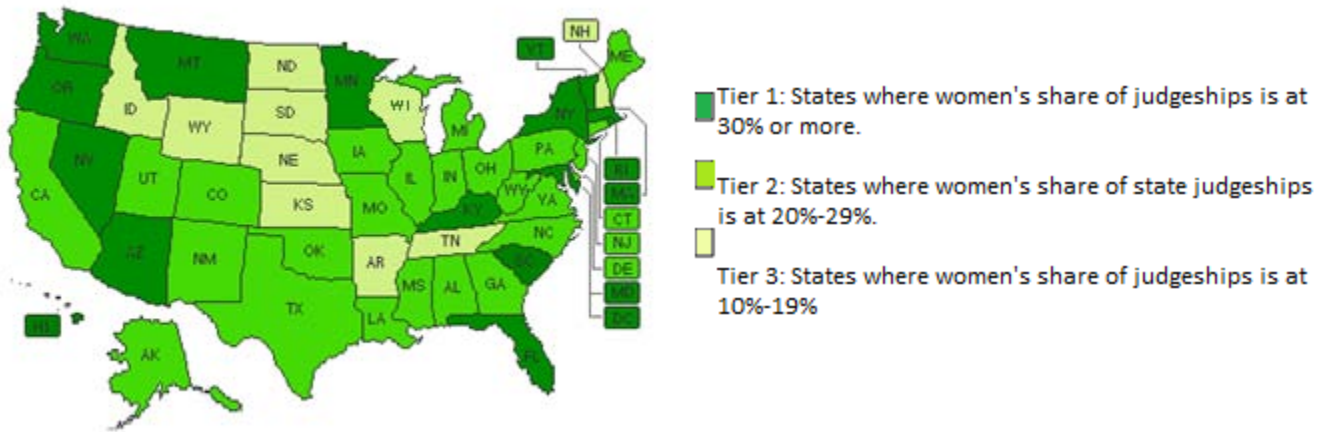 WA
MT
ND
MN
OR
ID
SD
WI
WY
NE
IA
MI
NY
VT
NH
ME
NV
UT
CO
KS
MO
IL
IN
OH
PA
WV
VA
KY
CA
AZ
NM
OK
AR
TN
NC
SC
MS
AL
GA
TX
LA
FL
AK
HI
RI
MA
CT
NJ
DE
MD
DC
Tier 1: States where women's share of judgeships is at
30% or more.
Tier 2: States where women's share of state judgeships
is at 20%-29%.
Tier 3: States where women's share of judgeships is at
10%-19%